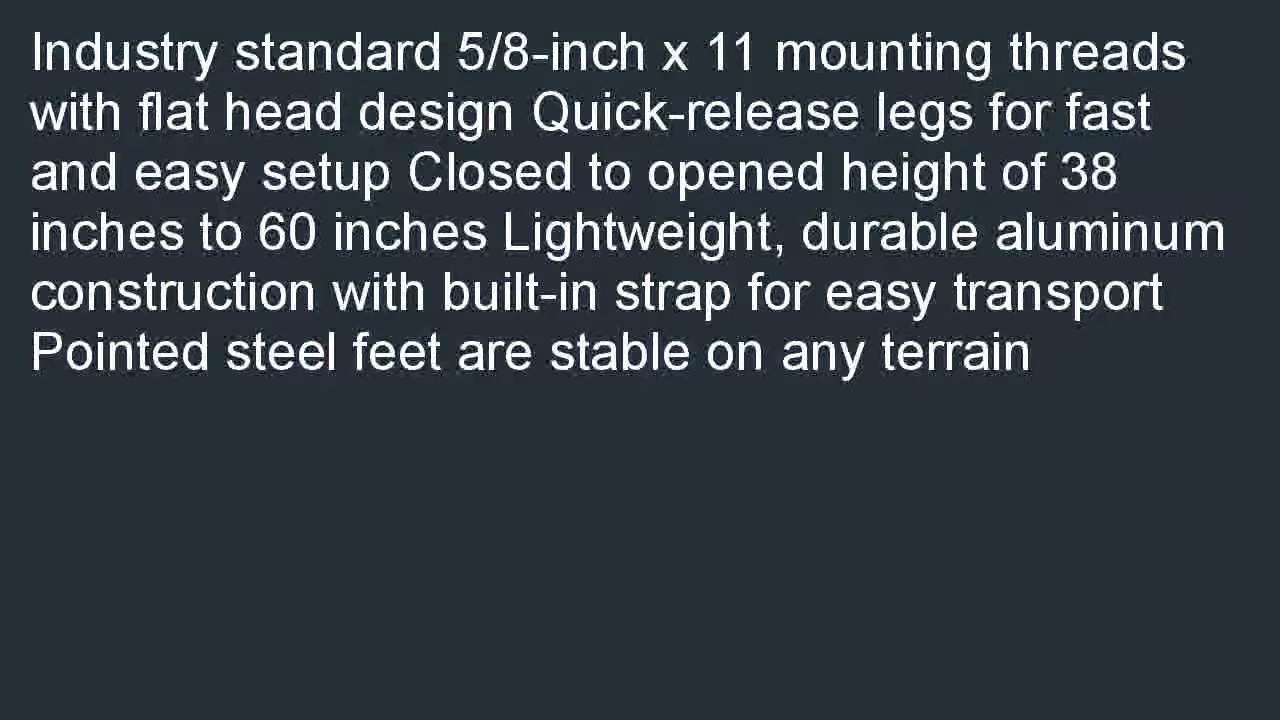 Industry standard 5/8-inch x 11 mounting threads
with flat head design Quick-release legs for fast
and easy setup Closed to opened height of 38
inches to 60 inches Lightweight, durable aluminum
construction with built-in strap for easy transport
Pointed steel feet are stable on any terrain